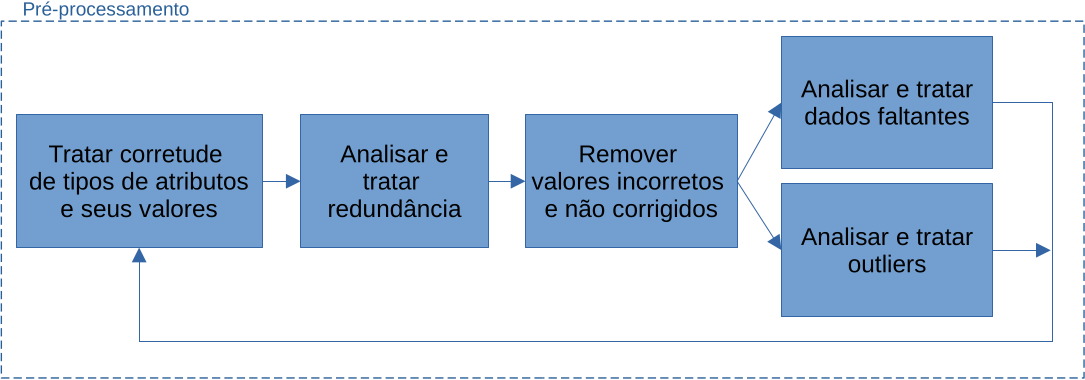 Pré-processamento
Tratar corretude
de tipos de atributos
e seus valores
Analisar e
tratar
redundância
Remover
valores incorretos
e não corrigidos
Analisar e tratar
dados faltantes
Analisar e tratar
outliers